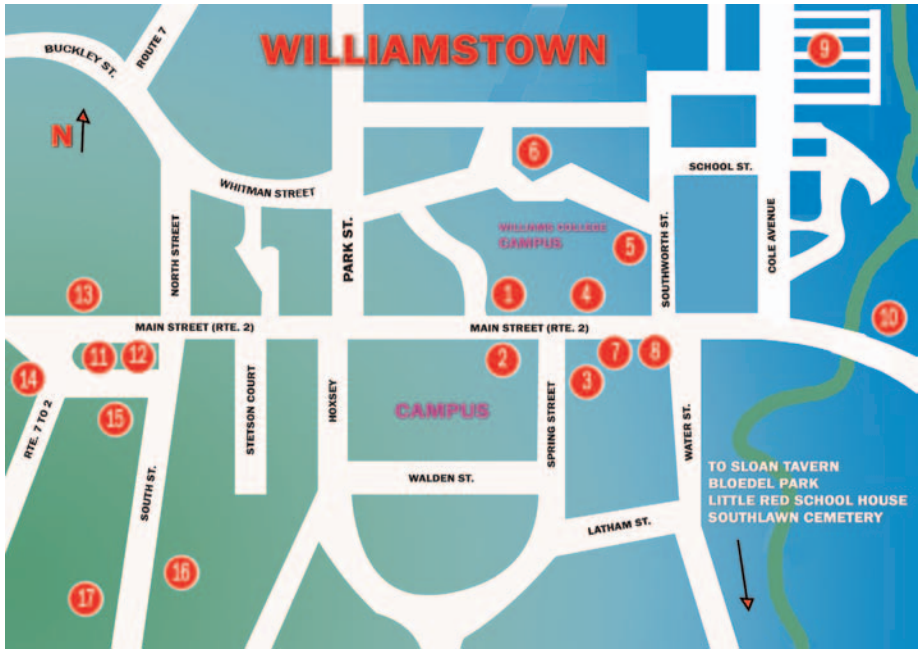 WILLIAMSTOWN
BUCKLEY ST.
ROUTE 7
9
N
6
SCHOOL ST.
WHITMAN STREET
NORTH STREET
PARK ST.
WILLIAMS COLLEGE
CAMPUS
5
SOUTHWORTH ST.
COLE AVENUE
13
1
4
10
MAIN STREET (RTE. 2)
MAIN STREET (RTE. 2)
11
12
2
7
8
14
3
15
RTE. 7 TO 2
STETSON COURT
HOXSEY
CAMPUS
SPRING STREET
WATER ST.
SOUTH ST.
WALDEN ST.
TO SLOAN TAVERN
BLOEDEL PARK
LITTLE RED SCHOOL HOUSE
SOUTHLAWN CEMETERY
LATHAM ST.
16
17